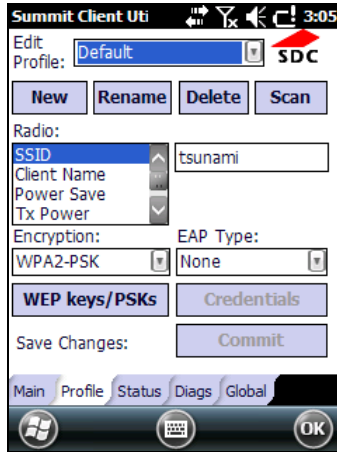 Summit Client Uti 3:05
Edit Profile: Default
SDC
New Rename Delete Scan
Radio:
SSID tsunami
Client Name
Power Save
Tx Power
Encryption: EAP Type:
WPA2-PSK None
WEP keys/PSKs Credentials
Save Changes: Commit
Main Profile Status Diags Global
OK